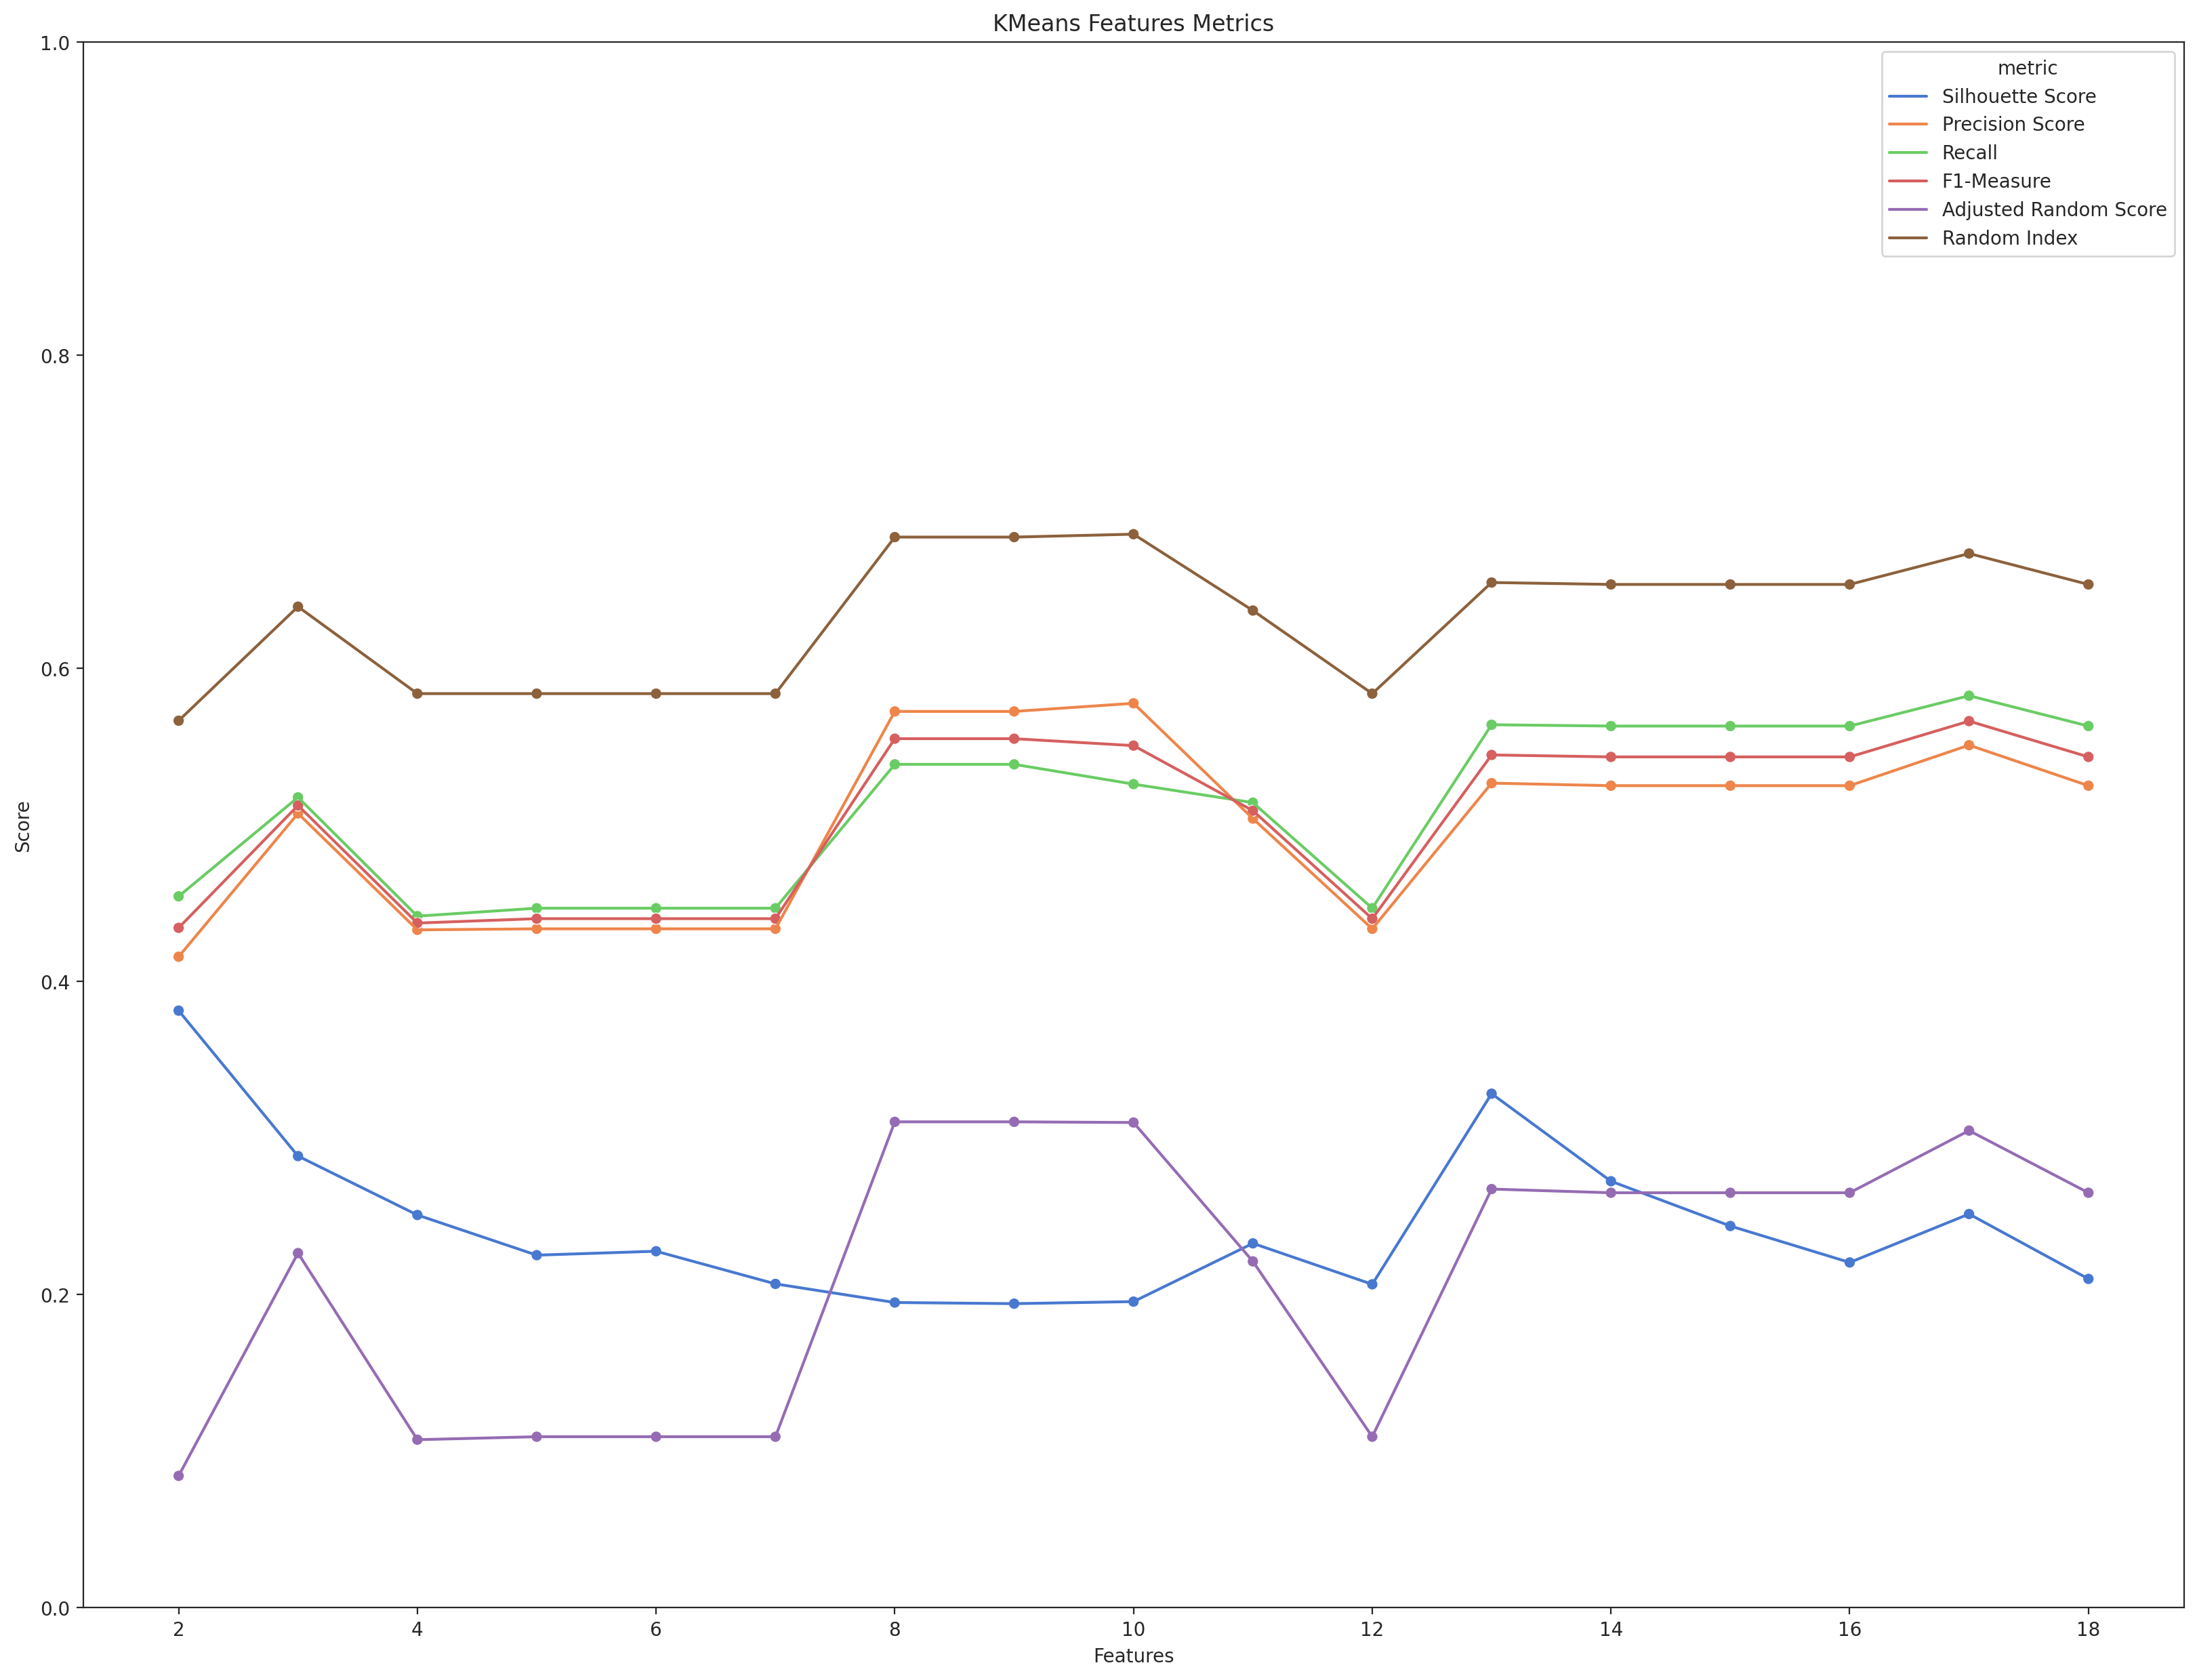 KMeans Features Metrics
1.0
0.8
0.6
0.4
0.2
0.0
Score
metric
Silhouette Score
Precision Score
Recall
F1-Measure
Adjusted Random Score
Random Index
2 4 6 8 10 12 14 16 18
Features